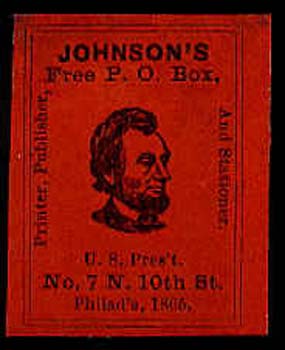 JOHNSON'S
Free P. O. Box,
Printer, Publisher,
And Stationer.
U. S. Pres't.
No. 7 N. 10th St.
Philad'a, 1865.